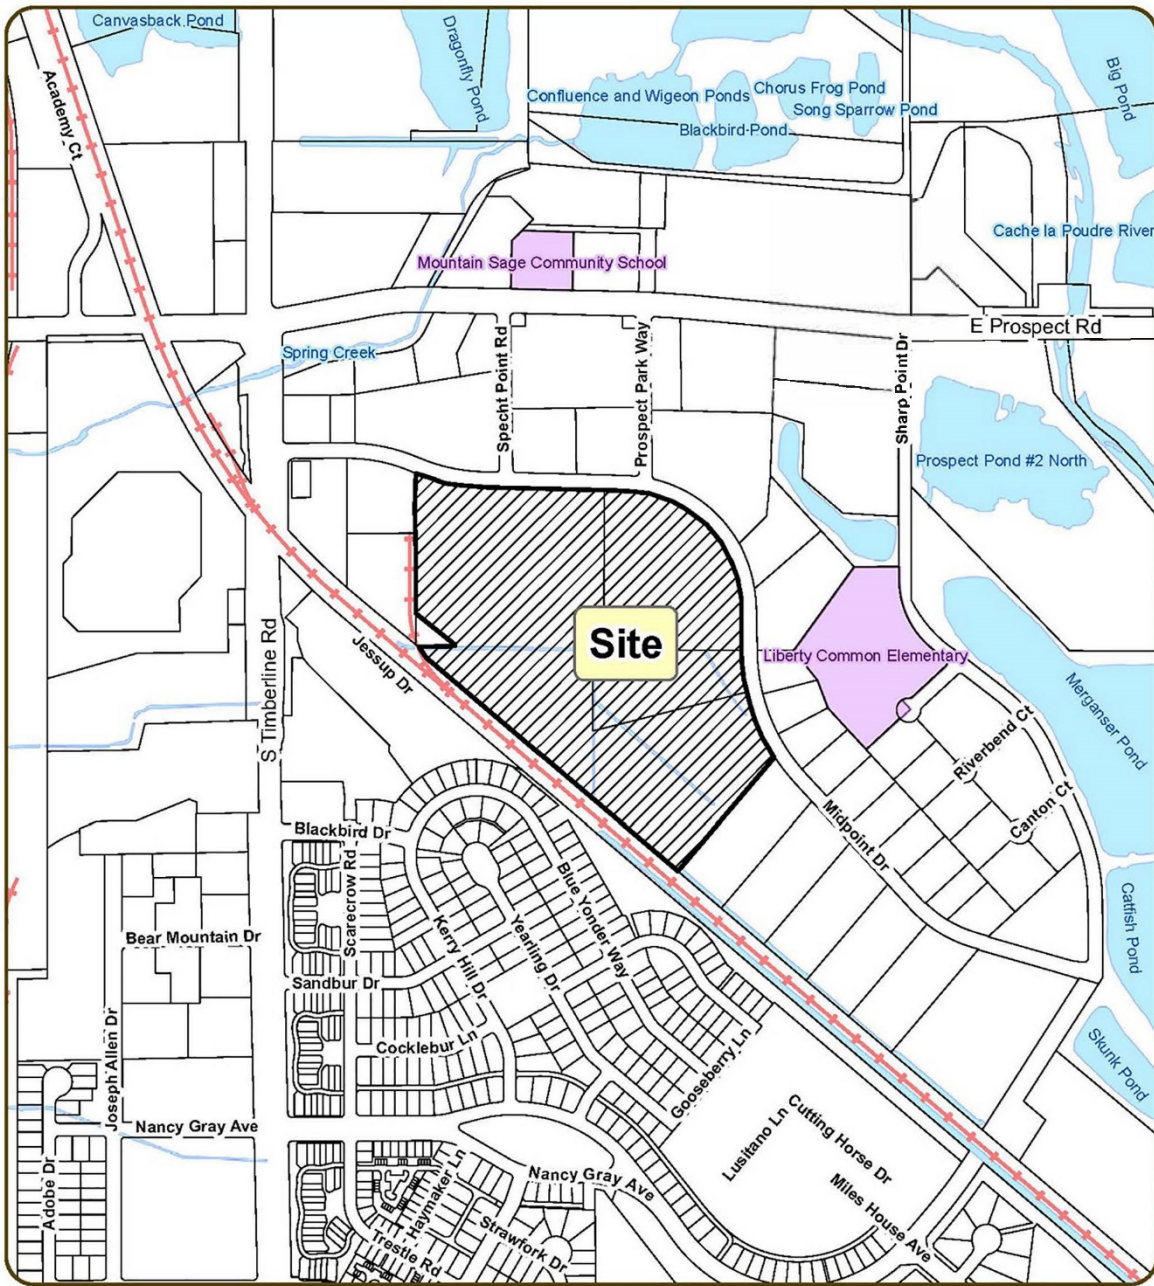 Canvasback Pond
Dragonfly Pond
Big Pond
Academy Ct
Confluence and Wigeon Ponds
Chorus Frog Pond
Song Sparrow Pond
Blackbird Pond
Cache la Poudre River
Mountain Sage Community School
E Prospect Rd
Spring Creek
Specht Point Rd
Prospect Park Way
Sharp Point Dr
Prospect Pond #2 North
Site
Liberty Common Elementary
Jessup Dr
S Timberline Rd
Merganser Pond
Riverbend Ct
Canton Ct
Midpoint Dr
Blackbird Dr
Scarecrow Rd
Blue Yonder Way
Kerry Hill Dr
Yearling Dr
Catfish Pond
Bear Mountain Dr
Sandbur Dr
Cocklebur Ln
Gooseberry Ln
Skunk Pond
Joseph Allen Dr
Nancy Gray Ave
Lusitano Ln
Cutting Horse Dr
Miles House Ave
Adobe Dr
Haymaker Ln
Nancy Gray Ave
Strawfork Dr
Trestle Rd